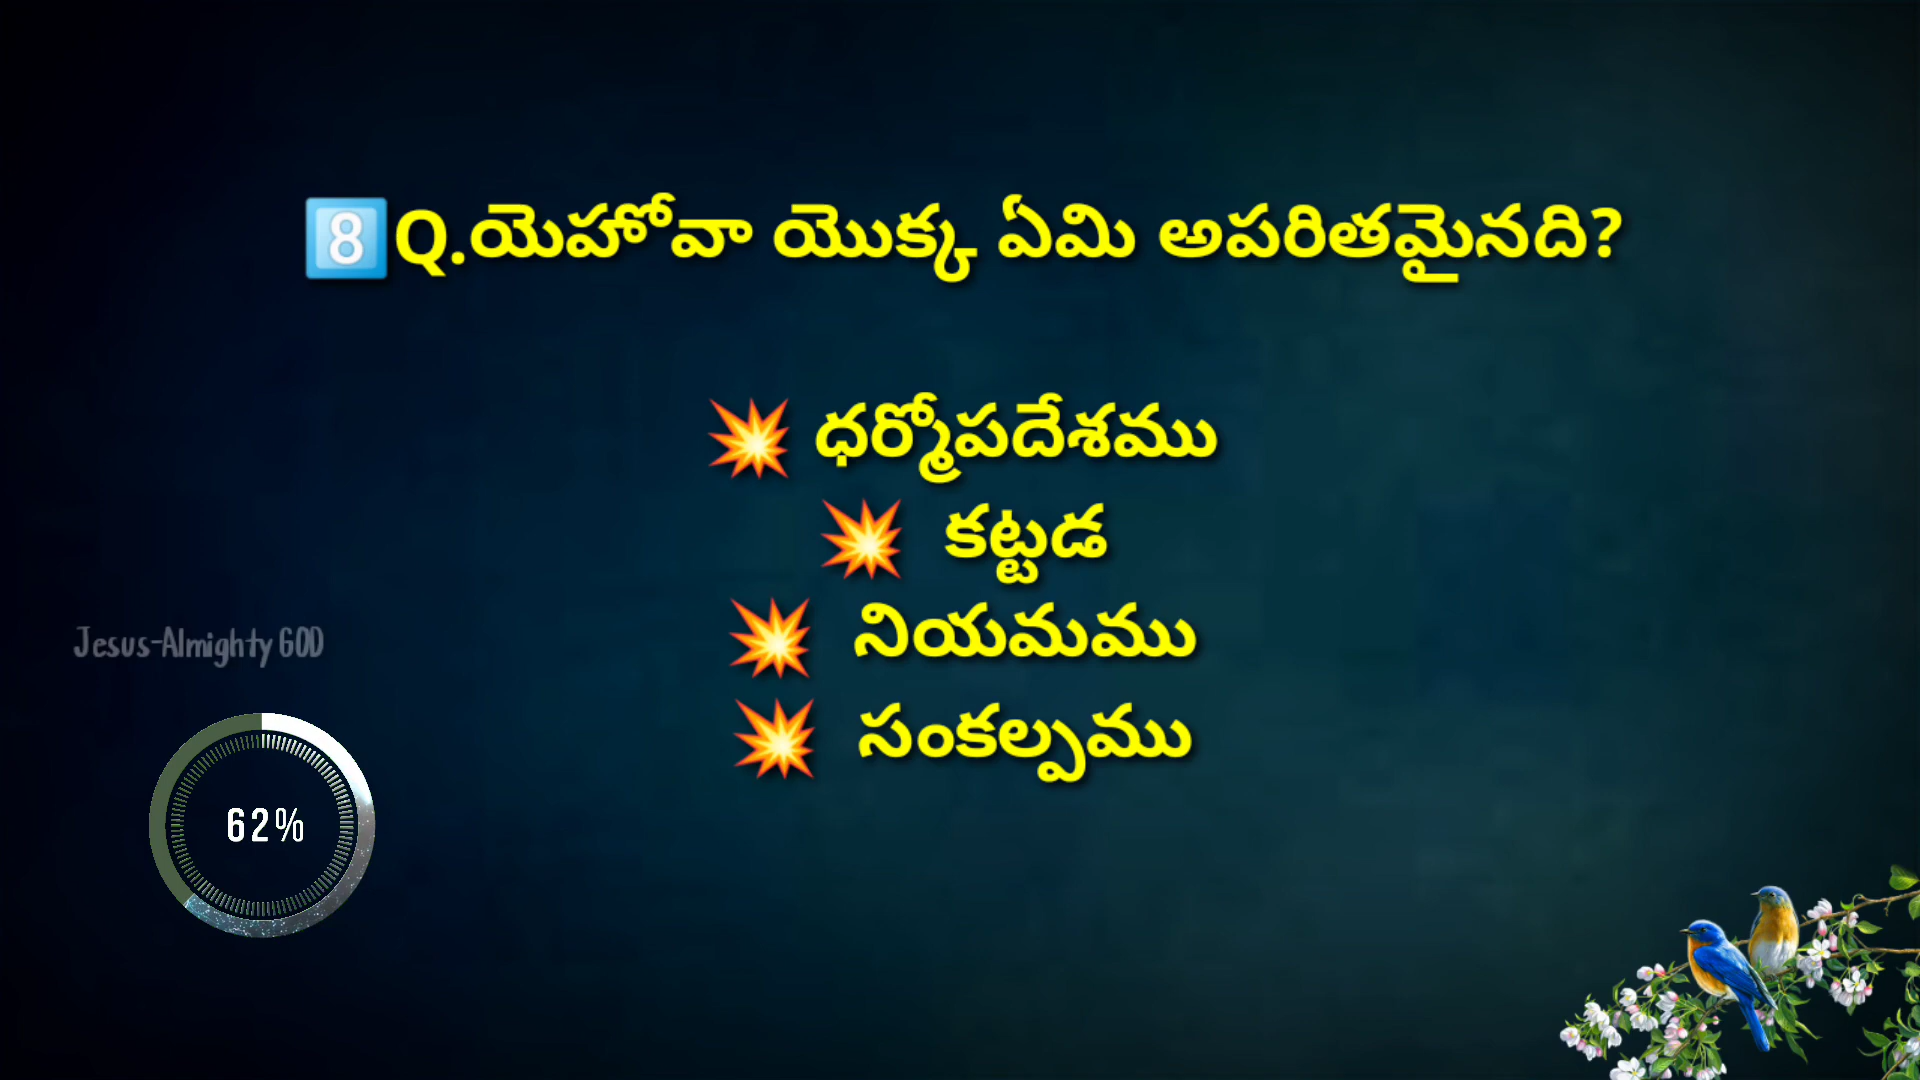 8️⃣Q.యెహోవా యొక్క ఏమి అపరితమైనది?
💥 ధర్మోపదేశము
💥 కట్టడ
💥 నియమము
💥 సంకల్పము
Jesus-Almighty GOD
62%